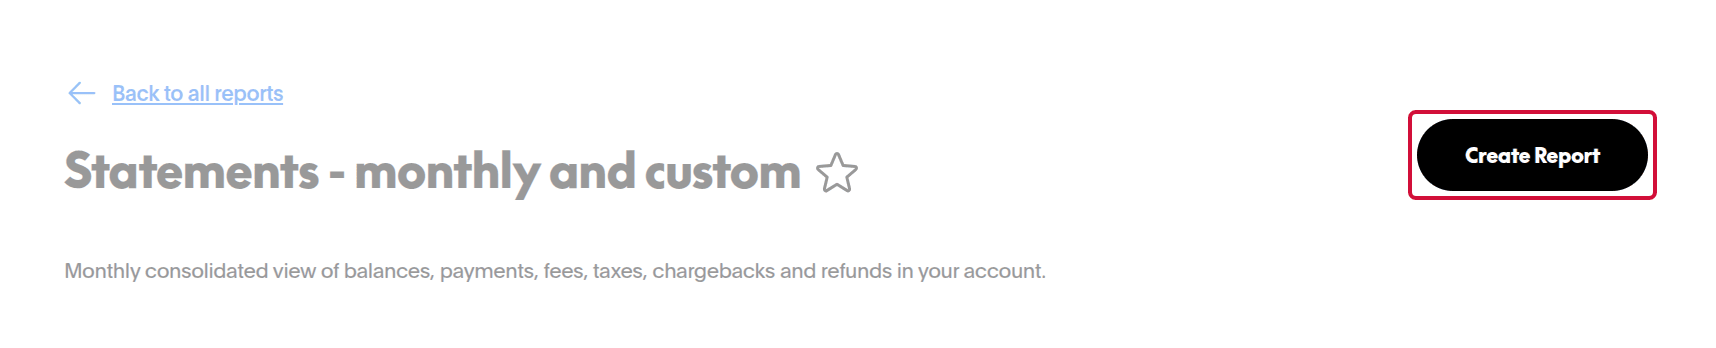 Back to all reports
Statements - monthly and custom
Create Report
Monthly consolidated view of balances, payments, fees, taxes, chargebacks and refunds in your account.